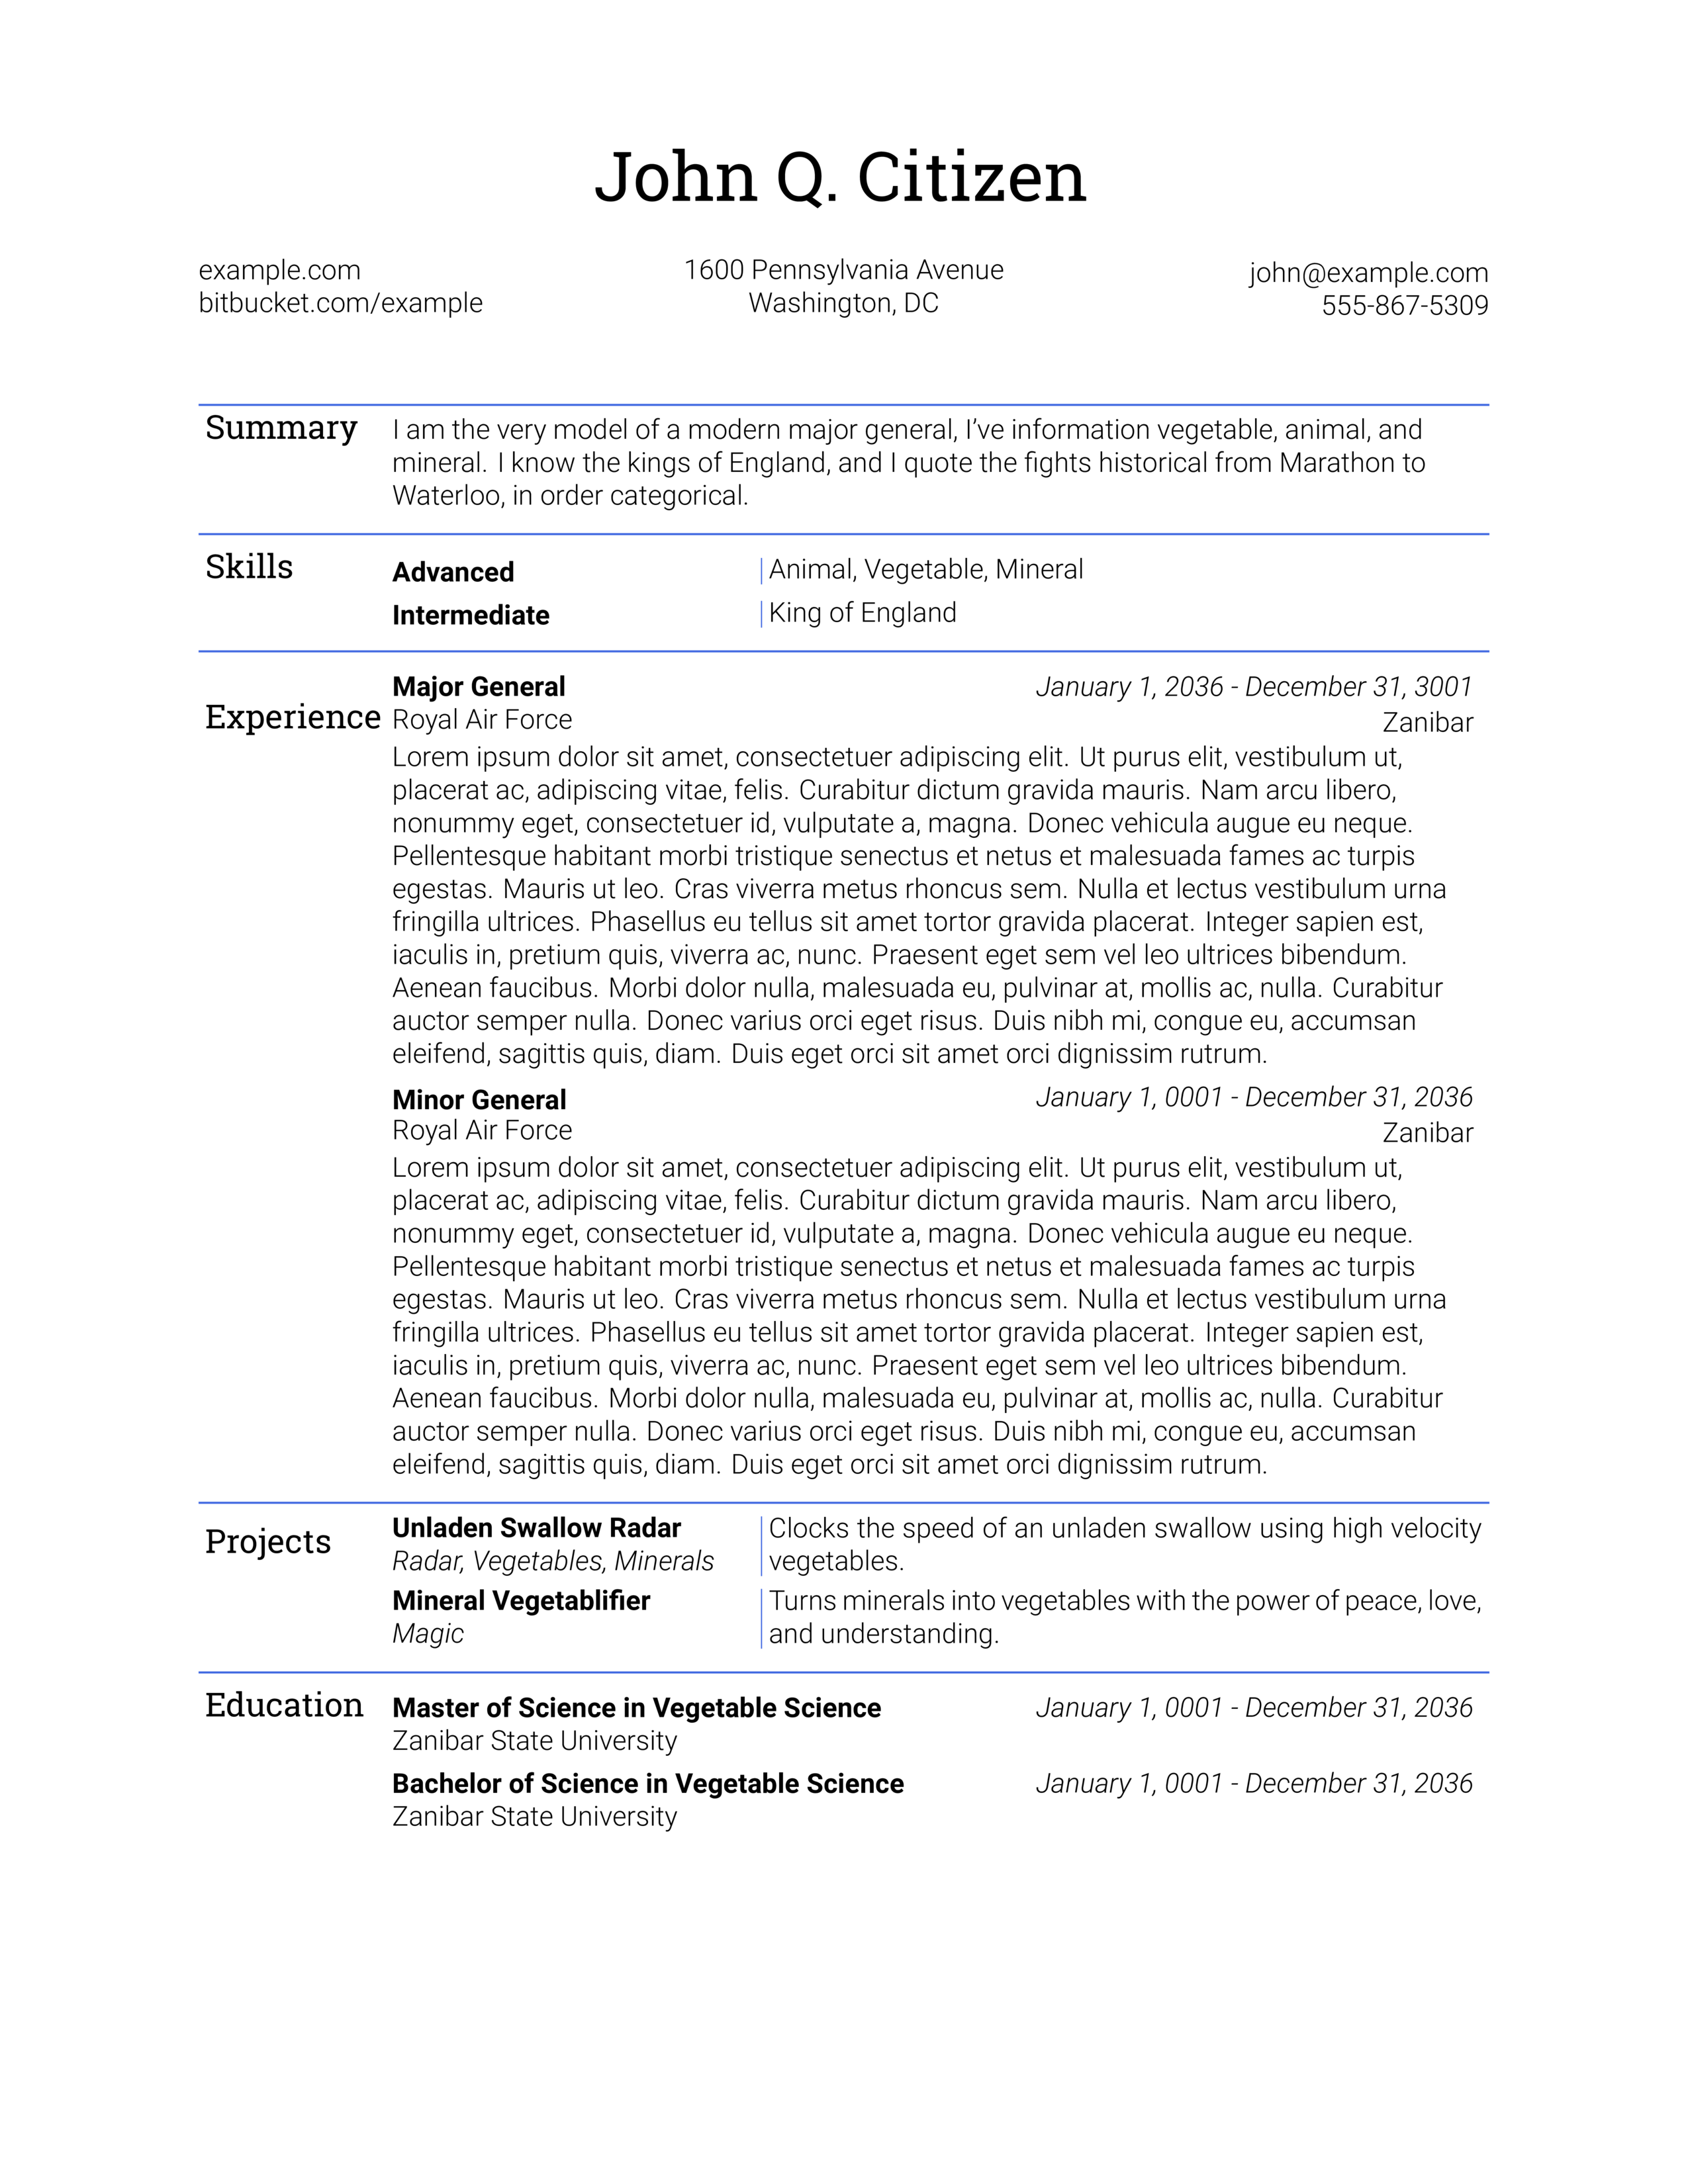 John Q. Citizen
example.com
bitbucket.com/example
1600 Pennsylvania Avenue
Washington, DC
john@example.com
555-867-5309
Summary
I am the very model of a modern major general, I’ve information vegetable, animal, and
mineral. I know the kings of England, and I quote the fights historical from Marathon to
Waterloo, in order categorical.
Skills
Advanced
Animal, Vegetable, Mineral
Intermediate
King of England
Experience
Major General
January 1, 2036 - December 31, 3001
Royal Air Force
Zanibar
Lorem ipsum dolor sit amet, consectetuer adipiscing elit. Ut purus elit, vestibulum ut,
placerat ac, adipiscing vitae, felis. Curabitur dictum gravida mauris. Nam arcu libero,
nonummy eget, consectetuer id, vulputate a, magna. Donec vehicula augue eu neque.
Pellentesque habitant morbi tristique senectus et netus et malesuada fames ac turpis
egestas. Mauris ut leo. Cras viverra metus rhoncus sem. Nulla et lectus vestibulum urna
fringilla ultrices. Phasellus eu tellus sit amet tortor gravida placerat. Integer sapien est,
iaculis in, pretium quis, viverra ac, nunc. Praesent eget sem vel leo ultrices bibendum.
Aenean faucibus. Morbi dolor nulla, malesuada eu, pulvinar at, mollis ac, nulla. Curabitur
auctor semper nulla. Donec varius orci eget risus. Duis nibh mi, congue eu, accumsan
eleifend, sagittis quis, diam. Duis eget orci sit amet orci dignissim rutrum.
Minor General
January 1, 0001 - December 31, 2036
Royal Air Force
Zanibar
Lorem ipsum dolor sit amet, consectetuer adipiscing elit. Ut purus elit, vestibulum ut,
placerat ac, adipiscing vitae, felis. Curabitur dictum gravida mauris. Nam arcu libero,
nonummy eget, consectetuer id, vulputate a, magna. Donec vehicula augue eu neque.
Pellentesque habitant morbi tristique senectus et netus et malesuada fames ac turpis
egestas. Mauris ut leo. Cras viverra metus rhoncus sem. Nulla et lectus vestibulum urna
fringilla ultrices. Phasellus eu tellus sit amet tortor gravida placerat. Integer sapien est,
iaculis in, pretium quis, viverra ac, nunc. Praesent eget sem vel leo ultrices bibendum.
Aenean faucibus. Morbi dolor nulla, malesuada eu, pulvinar at, mollis ac, nulla. Curabitur
auctor semper nulla. Donec varius orci eget risus. Duis nibh mi, congue eu, accumsan
eleifend, sagittis quis, diam. Duis eget orci sit amet orci dignissim rutrum.
Projects
Unladen Swallow Radar
Radar, Vegetables, Minerals
Clocks the speed of an unladen swallow using high velocity
vegetables.
Mineral Vegetablifier
Magic
Turns minerals into vegetables with the power of peace, love,
and understanding.
Education
Master of Science in Vegetable Science
January 1, 0001 - December 31, 2036
Zanibar State University
Bachelor of Science in Vegetable Science
January 1, 0001 - December 31, 2036
Zanibar State University